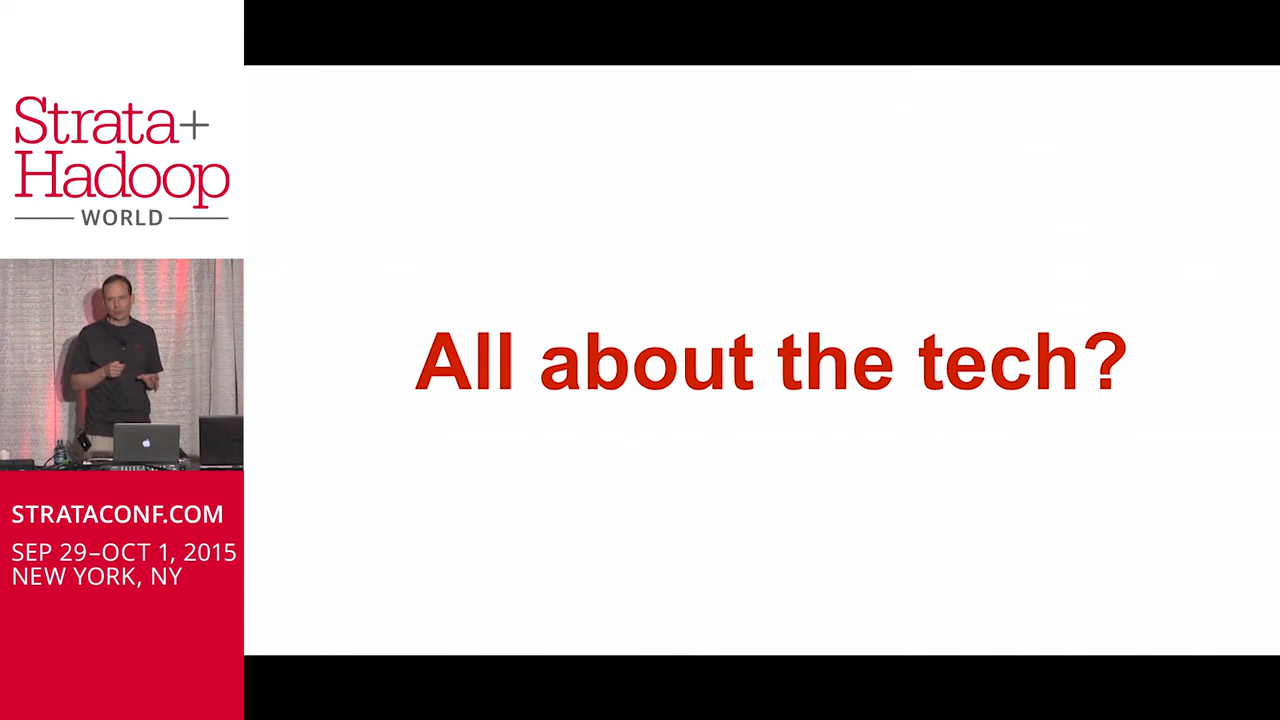 Strata+
Hadoop
WORLD
STRATACONF.COM
SEP 29–OCT 1, 2015
NEW YORK, NY
All about the tech?